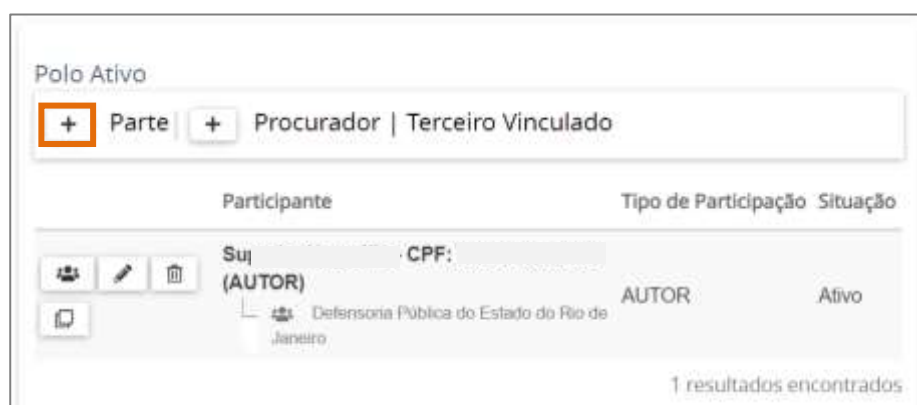 Polo Ativo
+ Parte + Procurador | Terceiro Vinculado
Participante Tipo de Participação Situação
CPF:
(AUTOR)
Defensoria Pública do Estado do Rio de
Janeiro
AUTOR Ativo
1 resultados encontrados